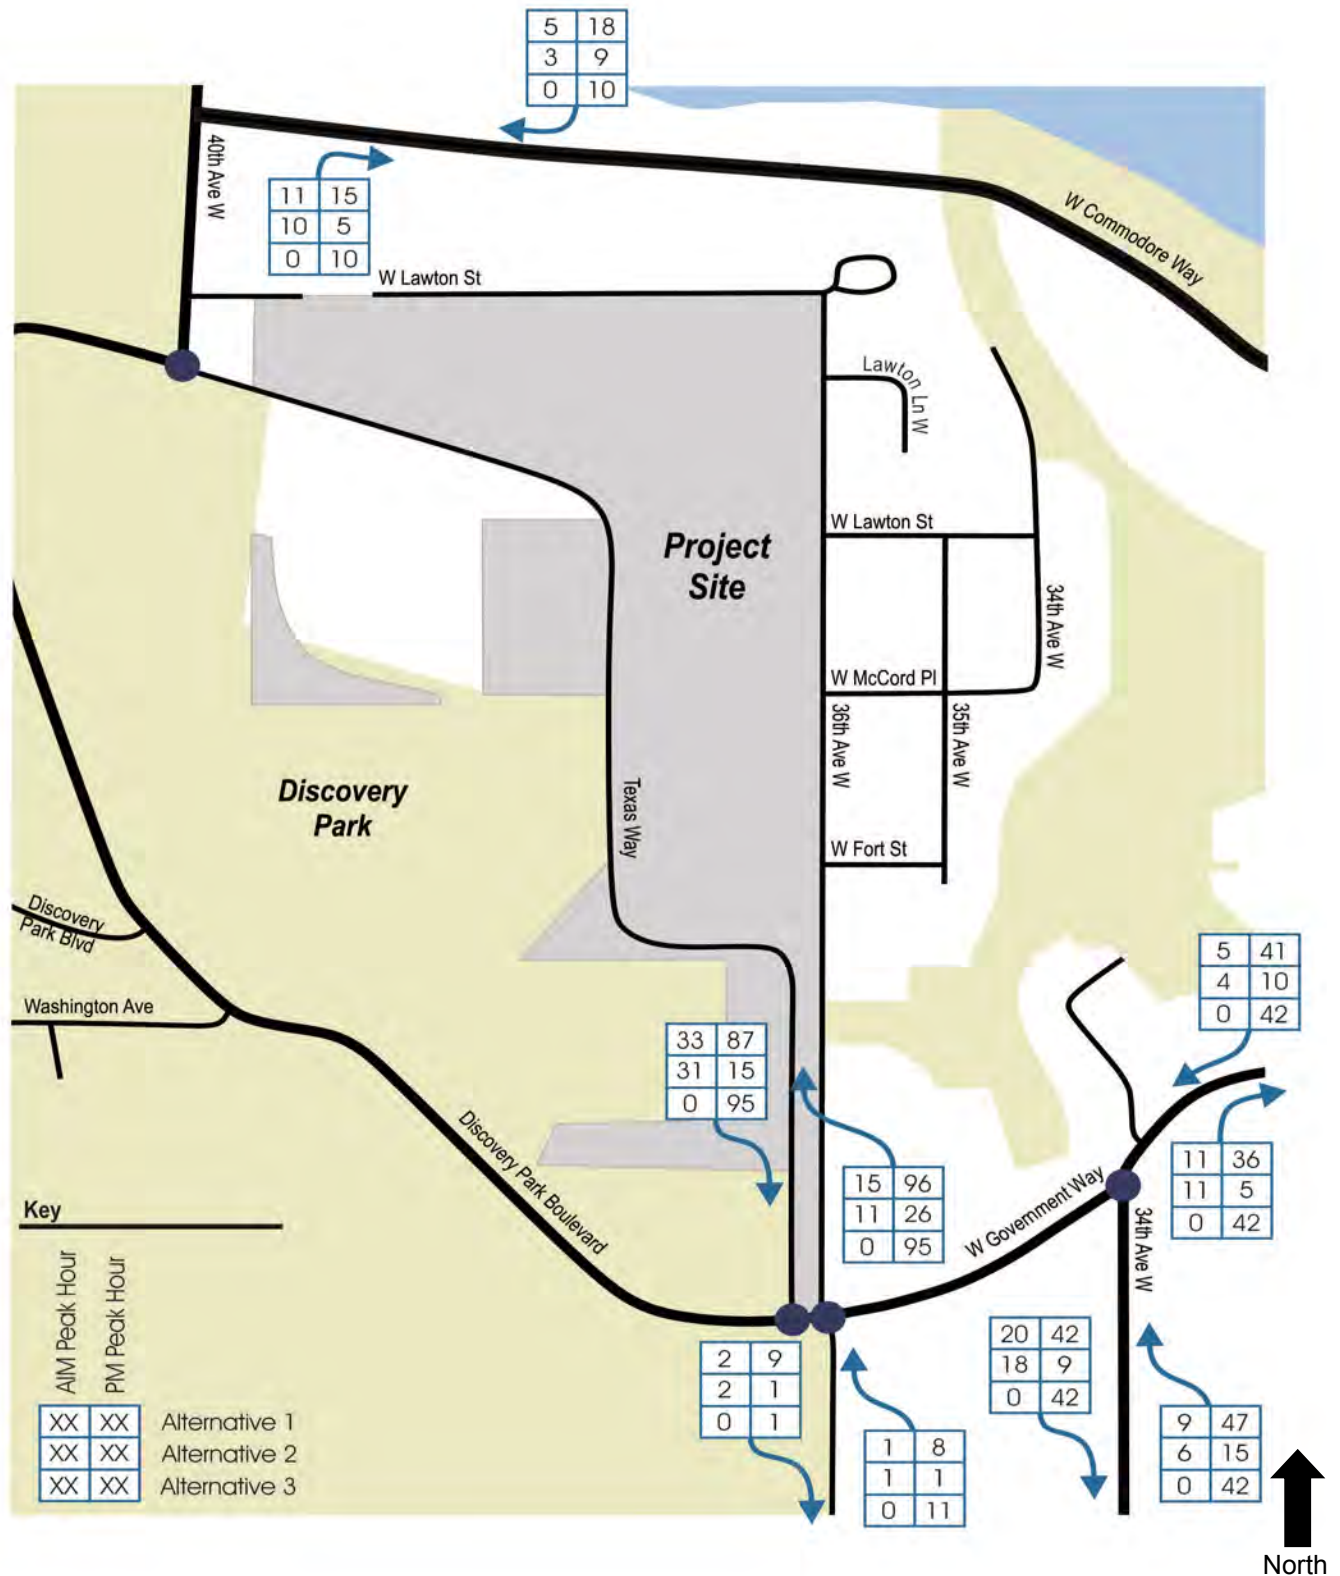 5 18
3 9
0 10
40th Ave W
11 15
10 5
0 10
W Lawton St
W Commodore Way
Lawton Ln W
W Lawton St
Project
Site
34th Ave W
W McCord Pl
36th Ave W
35th Ave W
Discovery
Park
Texas Way
W Fort St
Discovery
Park Blvd
Washington Ave
5 41
4 10
0 42
33 87
31 15
0 95
Discovery Park Boulevard
11 36
11 5
0 42
15 96
11 26
0 95
W Government Way
34th Ave W
Key
AIM Peak Hour
PM Peak Hour
XX XX Alternative 1
XX XX Alternative 2
XX XX Alternative 3
2 9
2 1
0 1
1 8
1 1
0 11
20 42
18 9
0 42
9 47
6 15
0 42
North